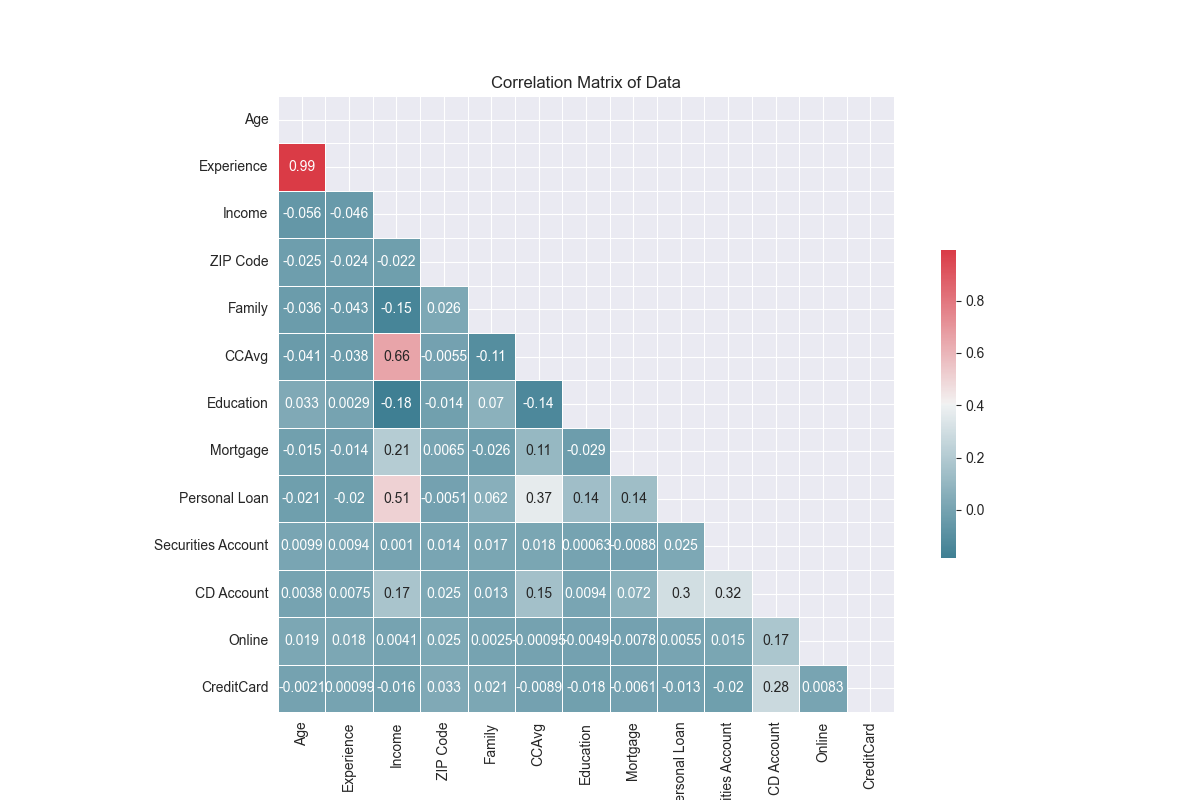 Correlation Matrix of Data
Age
Experience 0.99
Income -0.056 -0.046
ZIP Code -0.025 -0.024 -0.022
Family -0.036 -0.043 -0.15 0.026
CCAvg -0.041 -0.038 0.66 -0.0055 -0.11
Education 0.033 0.0029 -0.18 -0.014 0.07 -0.14
Mortgage -0.015 -0.014 0.21 0.0065 -0.026 0.11 -0.029
Personal Loan -0.021 -0.02 0.51 -0.0051 0.062 0.37 0.14 0.14
Securities Account 0.0099 0.0094 0.001 0.014 0.017 0.018 0.00063 -0.0088 0.025
CD Account 0.0038 0.0075 0.17 0.025 0.013 0.15 0.0094 0.072 0.3 0.32
Online 0.019 0.018 0.0041 0.025 0.0025 -0.00095 -0.0049 -0.0078 0.0055 0.015 0.17
CreditCard -0.0021 0.00099 -0.016 0.033 0.021 -0.0089 -0.018 -0.0061 -0.013 -0.02 0.28 0.0083
Age
Experience
Income
ZIP Code
Family
CCAvg
Education
Mortgage
ersonal Loan
ities Account
CD Account
Online
CreditCard
0.8
0.6
0.4
0.2
0.0